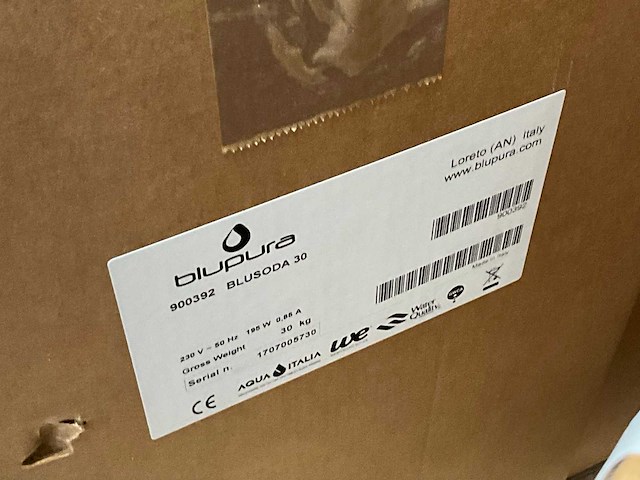 Loreto (AN) Italy
www.blupura.com
blupura
900392 BLUSODA 30
900392
Made in Italy
230 V ~ 50 Hz 195 W 0,85 A
Gross Weight 30 kg
Serial n. 1707005730
CE
AQUA ITALIA
we
Water
Quality